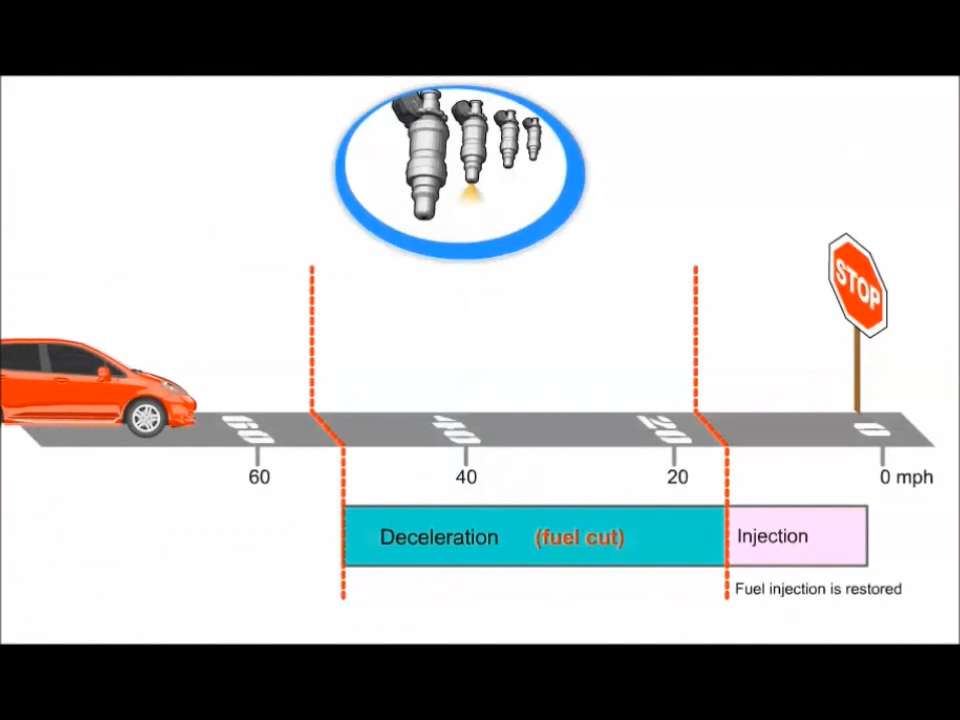 STOP
60 40 20 0
60 40 20 0 mph
Deceleration (fuel cut) Injection
Fuel injection is restored